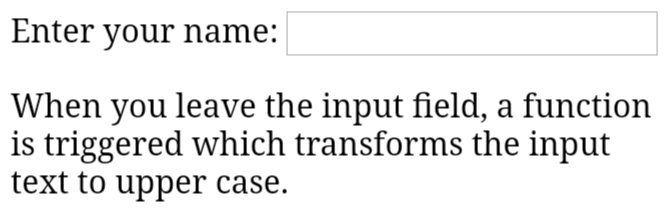 Enter your name:
When you leave the input field, a function
is triggered which transforms the input
text to upper case.